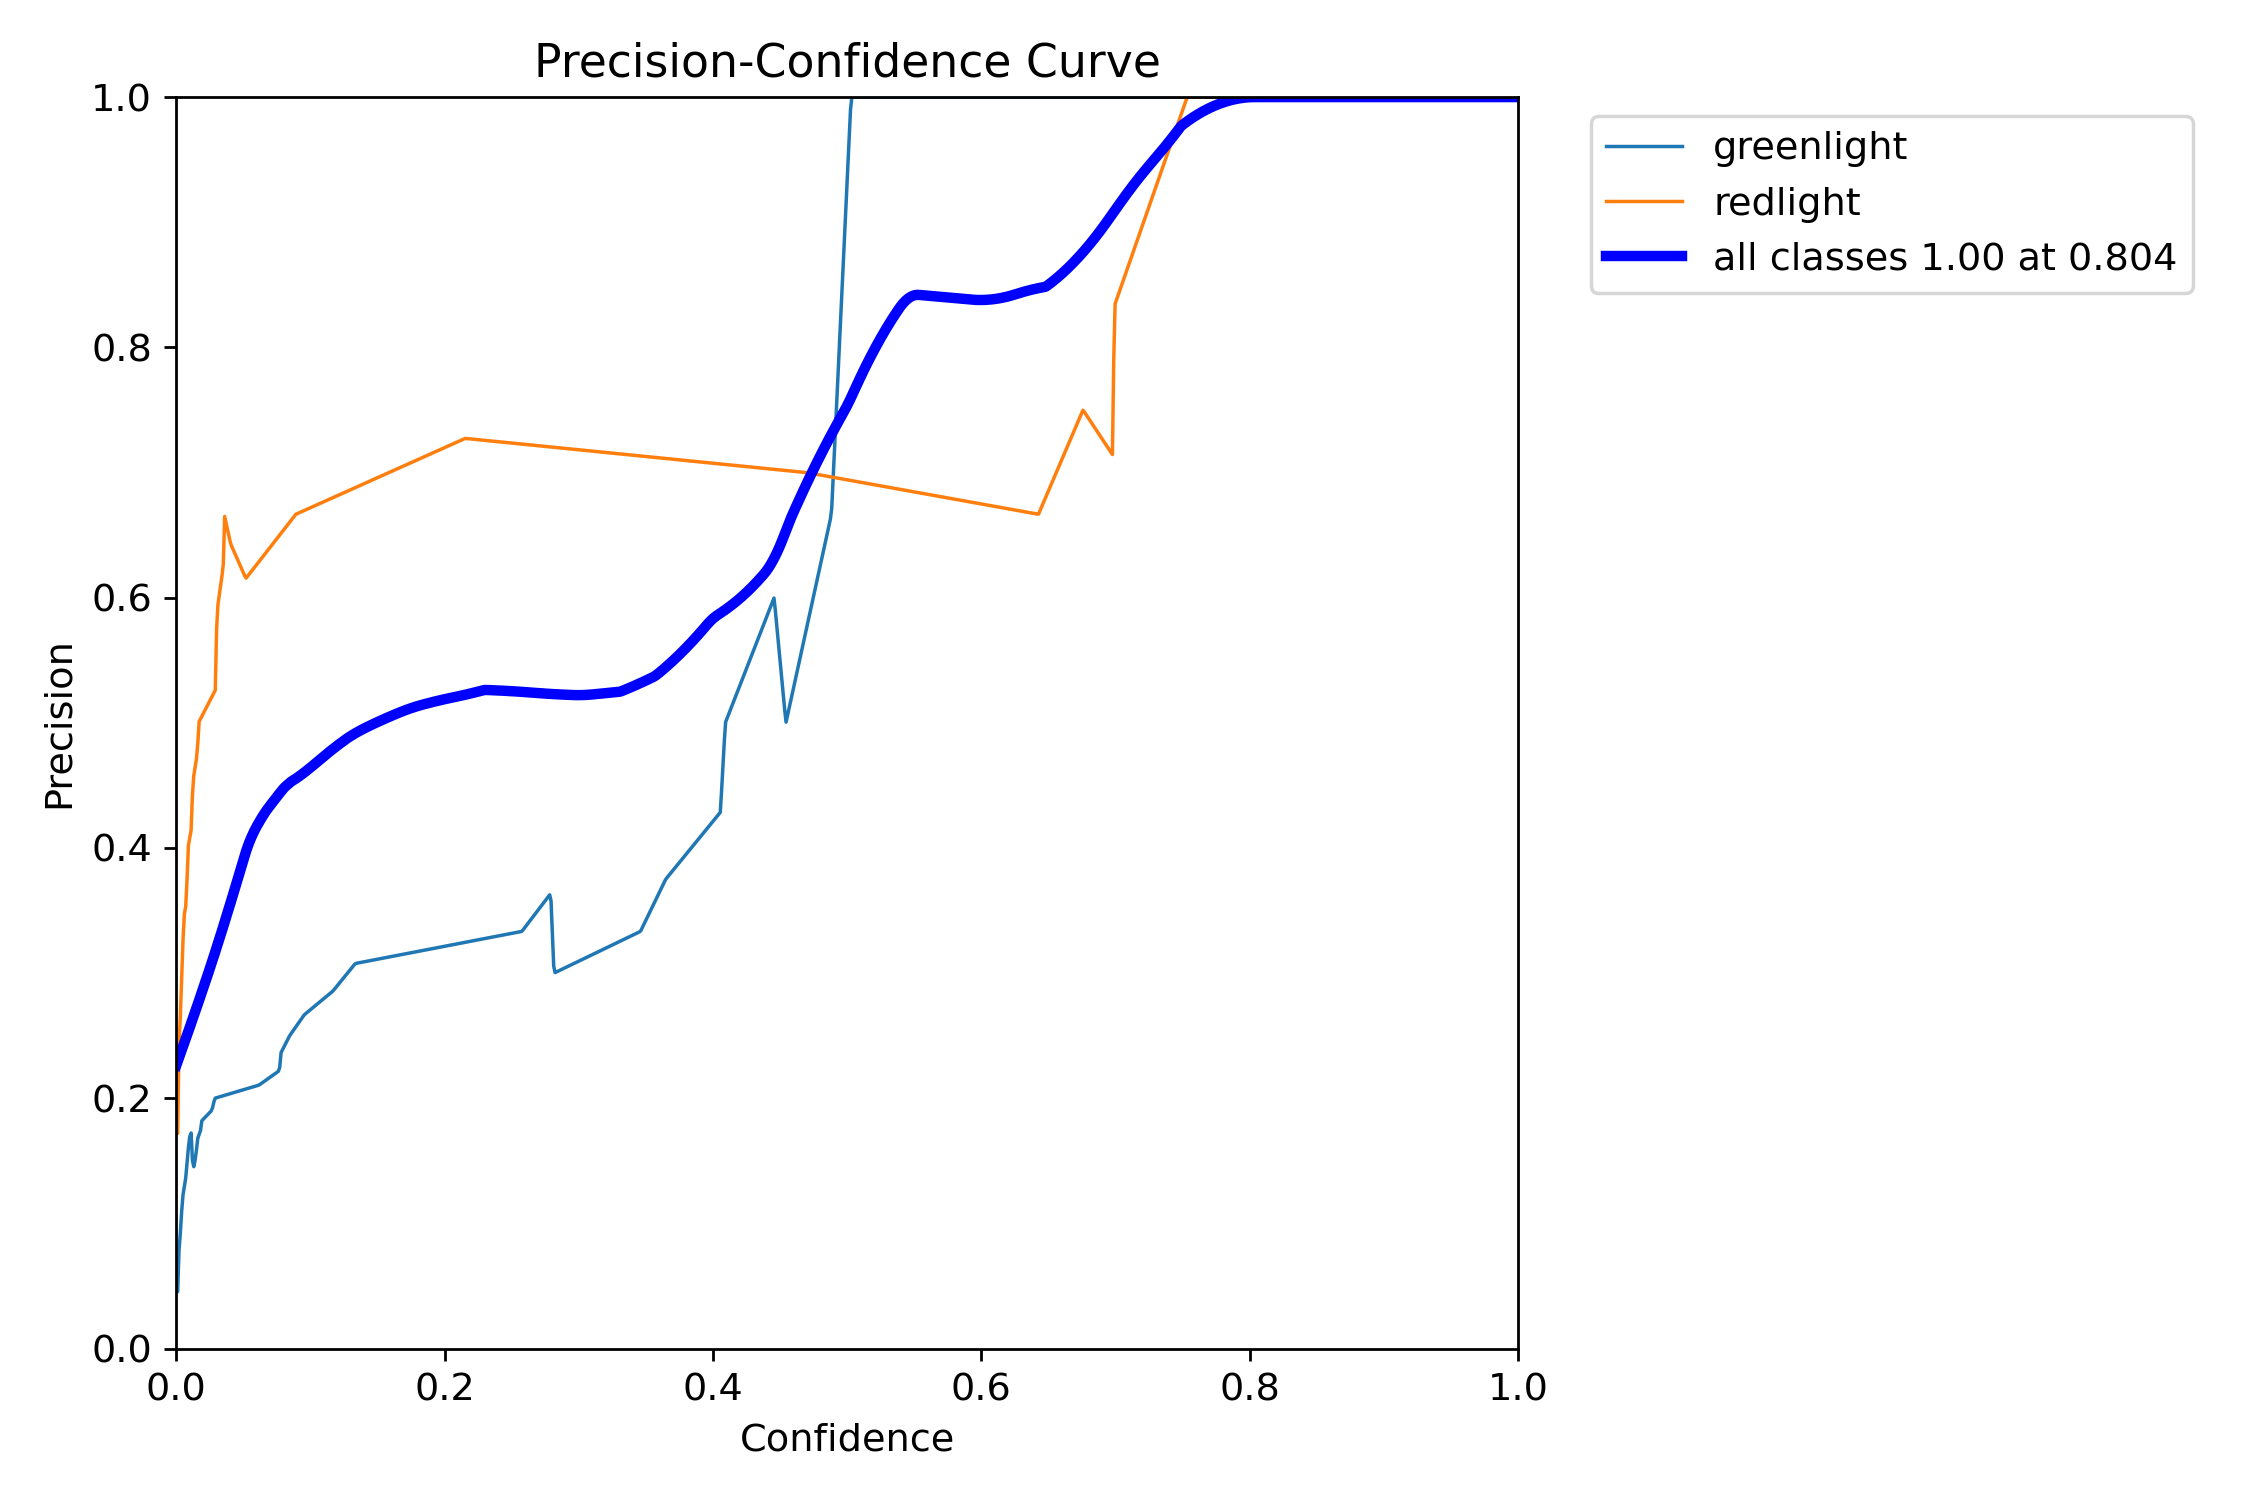 Precision-Confidence Curve
1.0
0.8
0.6
0.4
0.2
0.0
Precision
0.0 0.2 0.4 0.6 0.8 1.0
Confidence
greenlight
redlight
all classes 1.00 at 0.804